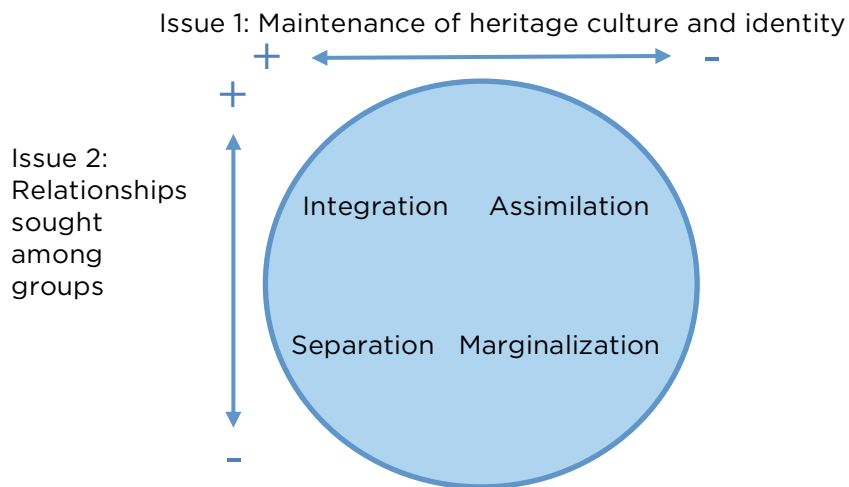 Issue 1: Maintenance of heritage culture and identity
+ -
+
Issue 2:
Relationships
sought
among
groups
Integration Assimilation
Separation Marginalization
-